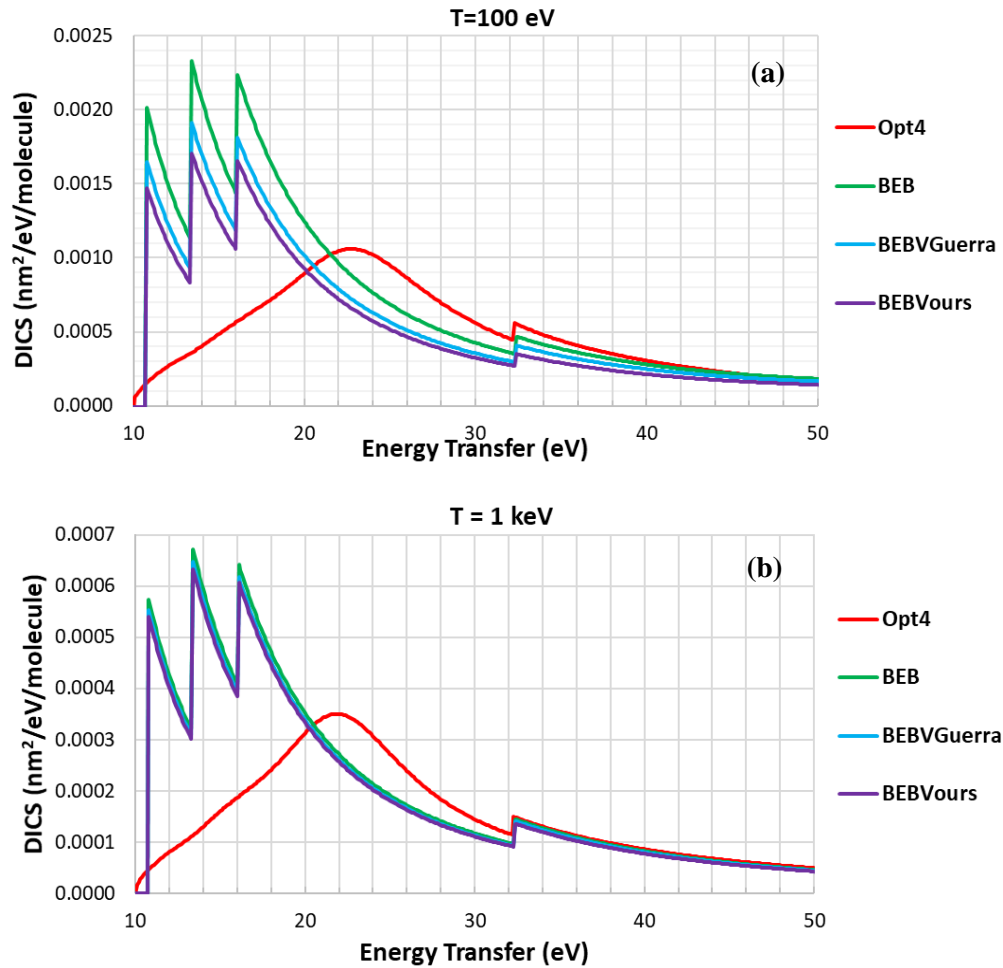 T=100 eV
DICS (nm²/eV/molecule)
0.0025
0.0020
0.0015
0.0010
0.0005
0.0000
(a)
Opt4
BEB
BEBVGuerra
BEBVours
10 20 30 40 50
Energy Transfer (eV)
T = 1 keV
DICS (nm²/eV/molecule)
0.0007
0.0006
0.0005
0.0004
0.0003
0.0002
0.0001
0.0000
(b)
Opt4
BEB
BEBVGuerra
BEBVours
10 20 30 40 50
Energy Transfer (eV)